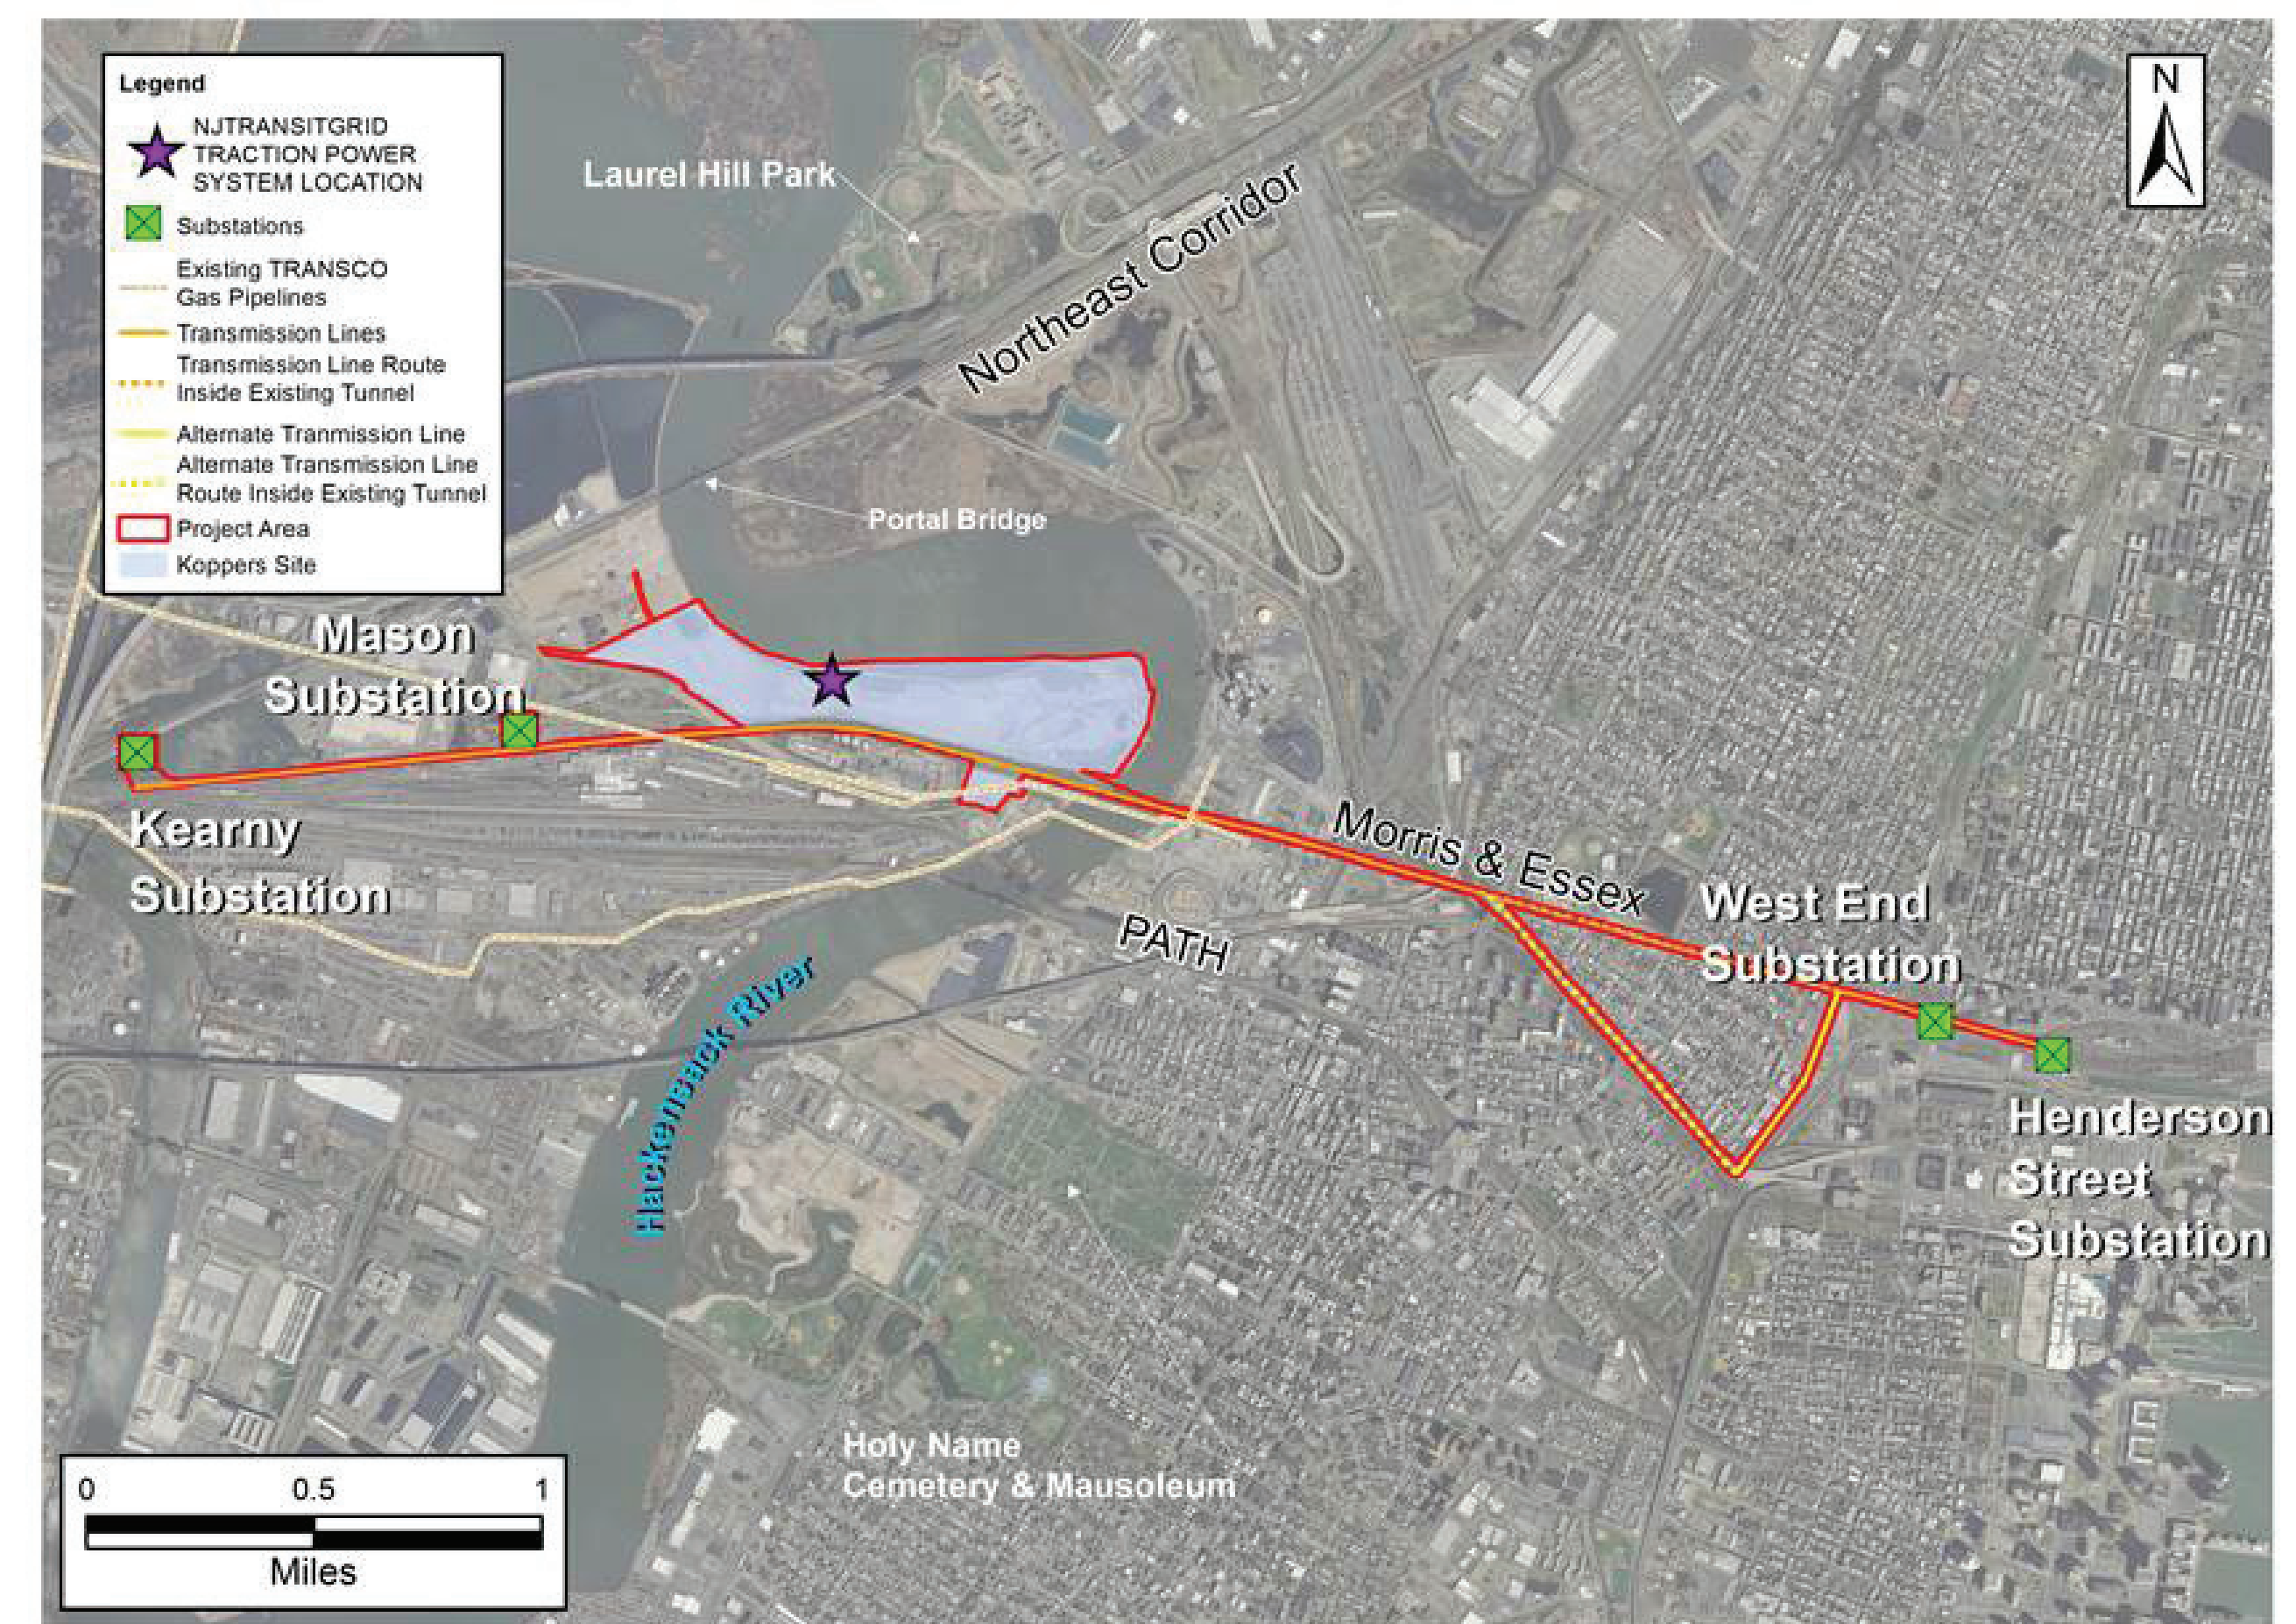 Legend
NJTRANSITGRID
TRACTION POWER
SYSTEM LOCATION
Substations
Existing TRANSCO
Gas Pipelines
Transmission Lines
Transmission Line Route
Inside Existing Tunnel
Alternate Tranmission Line
Alternate Transmission Line
Route Inside Existing Tunnel
Project Area
Koppers Site
N
Laurel Hill Park
Northeast Corridor
Portal Bridge
Mason
Substation
Kearny
Substation
Morris & Essex
PATH
West End
Substation
Hackensack River
Henderson
Street
Substation
Holy Name
Cemetery & Mausoleum
0 0.5 1
Miles